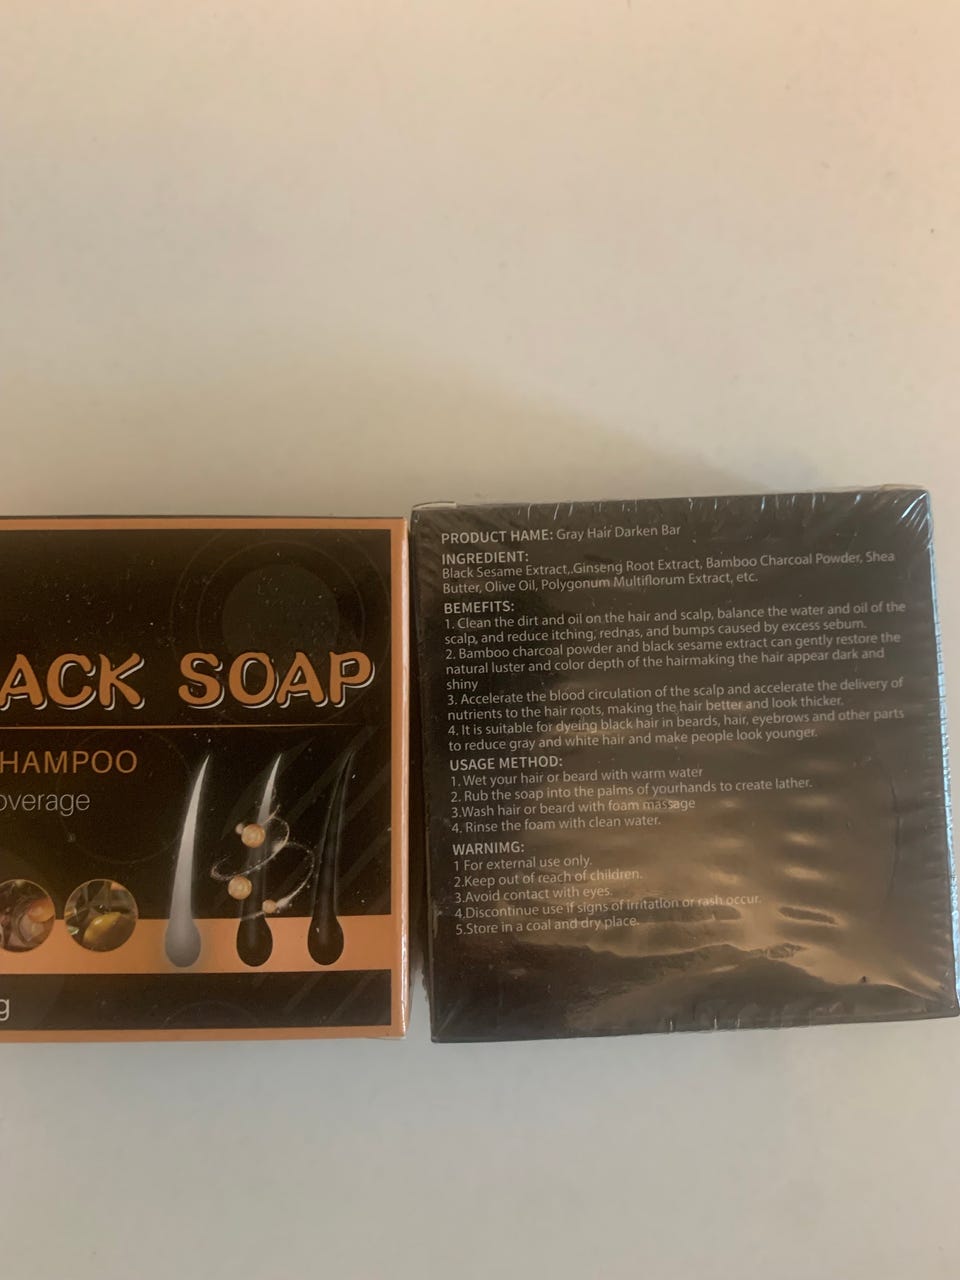 ACK SOAP
HAMPOO
overage
g
PRODUCT HAME: Gray Hair Darken Bar
INGREDIENT:
Black Sesame Extract,.Ginseng Root Extract, Bamboo Charcoal Powder, Shea
Butter, Olive Oil, Polygonum Multiflorum Extract, etc.
BENEFITS:
1. Clean the dirt and oil on the hair and scalp, balance the water and oil of the
scalp, and reduce itching, rednas, and bumps caused by excess sebum.
2. Bamboo charcoal powder and black sesame extract can gently restore the
natural luster and color depth of the hairmaking the hair appear dark and
shiny
3. Accelerate the blood circulation of the scalp and accelerate the delivery of
nutrients to the hair roots, making the hair better and look thicker.
4. It is suitable for dyeing black hair in beards, hair, eyebrows and other parts
to reduce gray and white hair and make people look younger.
USAGE METHOD:
1. Wet your hair or beard with warm water
2. Rub the soap into the palms of yourhands to create lather.
3.Wash hair or beard with foam massage
4. Rinse the foam with clean water.
WARNIMG:
1 For external use only.
2.Keep out of reach of children.
3.Avoid contact with eyes.
4.Discontinue use if signs of Irritation or rash occur.
5.Store in a coal and dry place.